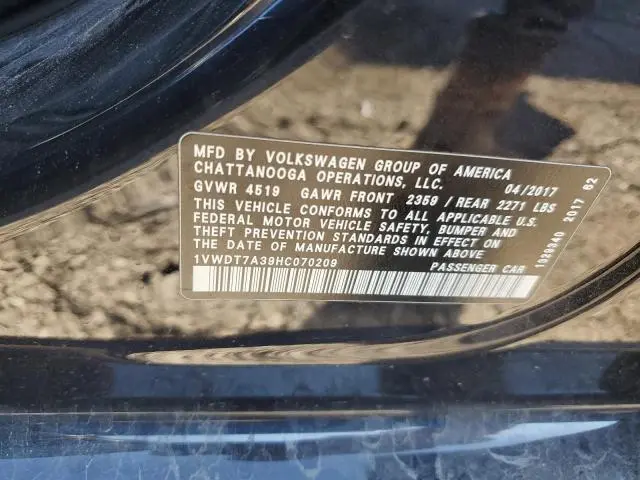 MFD BY VOLKSWAGEN GROUP OF AMERICA
CHATTANOOGA OPERATIONS, LLC. 04/2017
GVWR 4519 GAWR FRONT 2359 / REAR 2271 LBS
THIS VEHICLE CONFORMS TO ALL APPLICABLE
FEDERAL MOTOR VEHICLE SAFETY, BUMPER AND
THEFT PREVENTION STANDARDS IN EFFECT ON
THE DATE OF MANUFACTURE SHOWN ABOVE
1VWDT7A39HC070209 PASSENGER CAR
1029340 2017 62